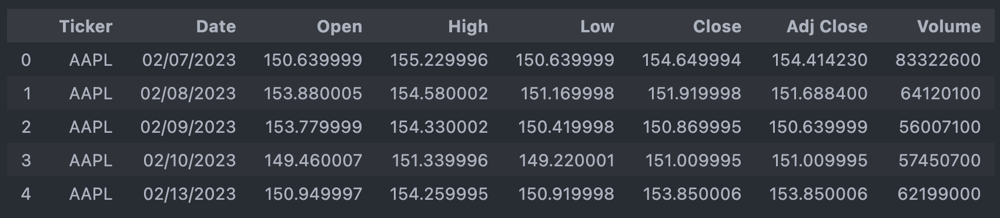 Ticker Date Open High Low Close Adj Close Volume
0 AAPL 02/07/2023 150.639999 155.229996 150.639999 154.649994 154.414230 83322600
1 AAPL 02/08/2023 153.880005 154.580002 151.169998 151.919998 151.688400 64120100
2 AAPL 02/09/2023 153.779999 154.330002 150.419998 150.869995 150.639999 56007100
3 AAPL 02/10/2023 149.460007 151.339996 149.220001 151.009995 151.009995 57450700
4 AAPL 02/13/2023 150.949997 154.259995 150.919998 153.850006 153.850006 62199000